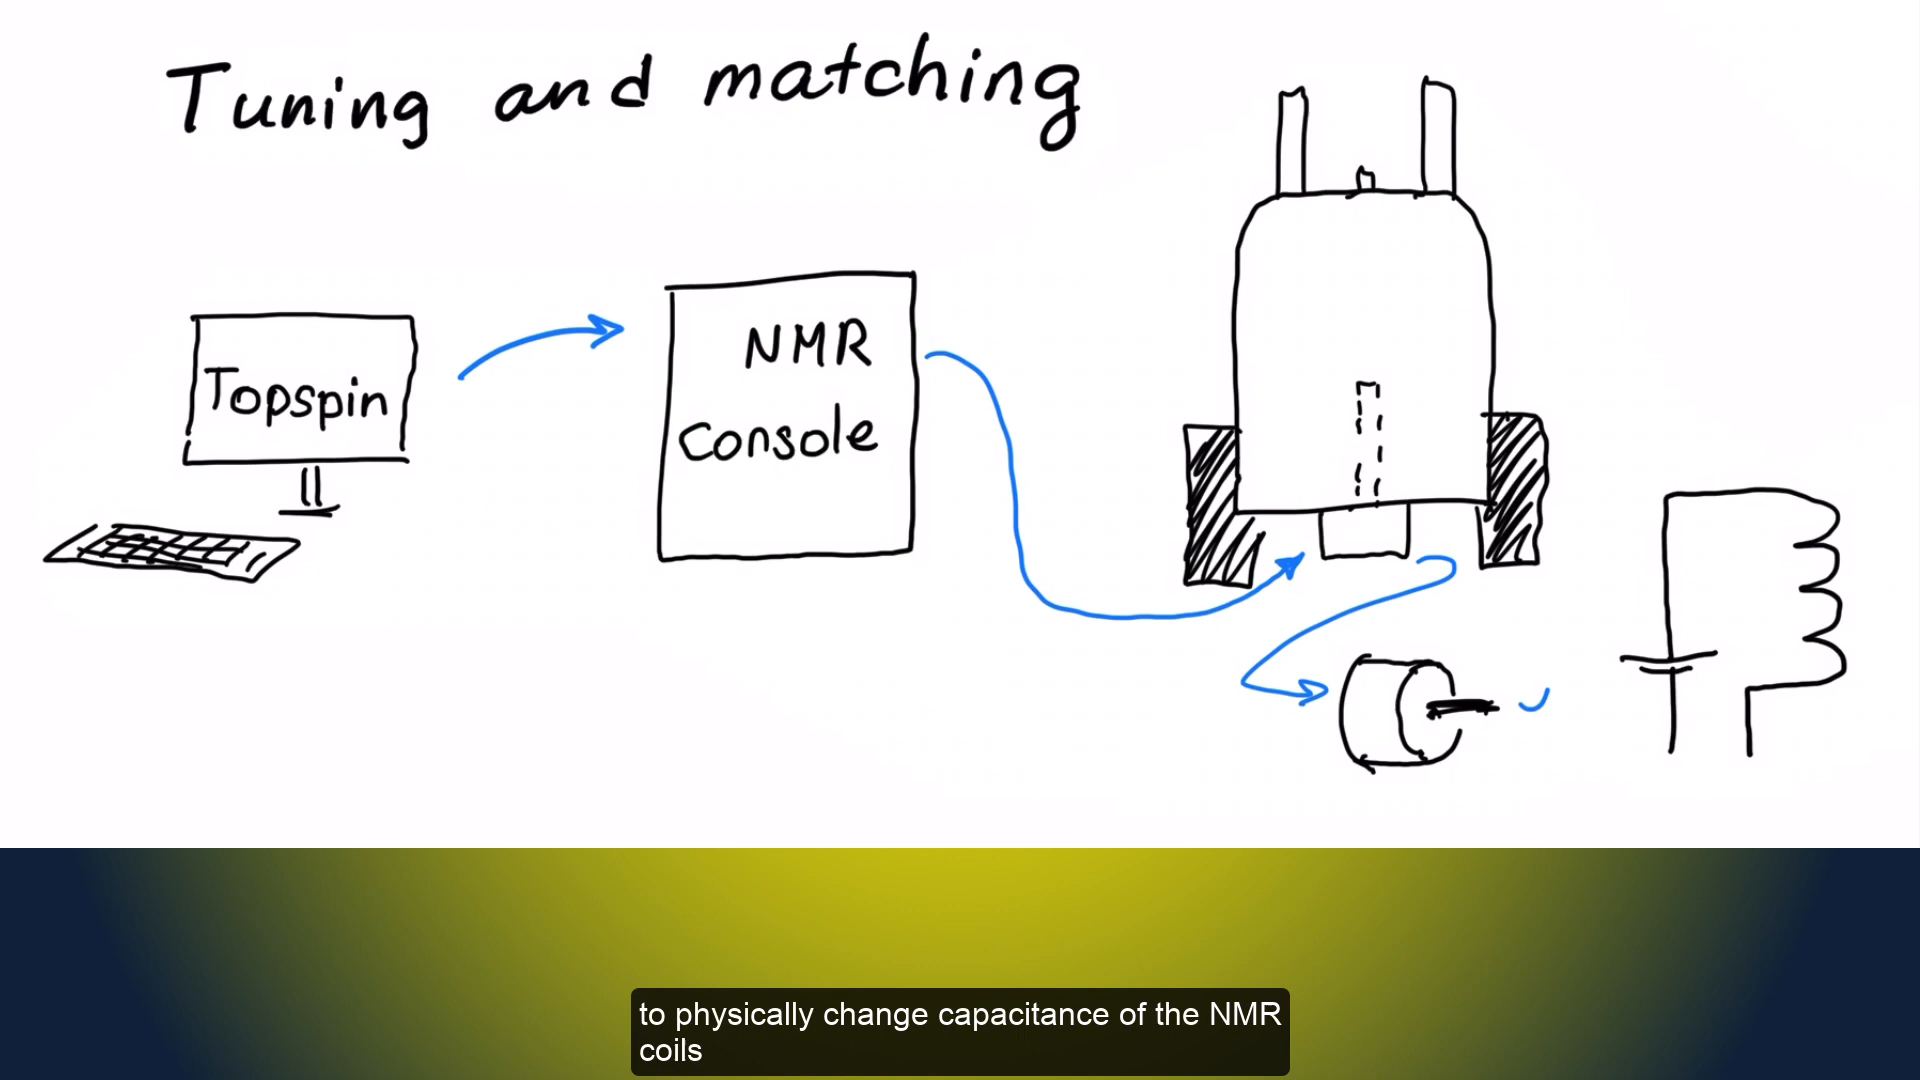 Tuning and matching
Topspin
NMR
Console
to physically change capacitance of the NMR
coils